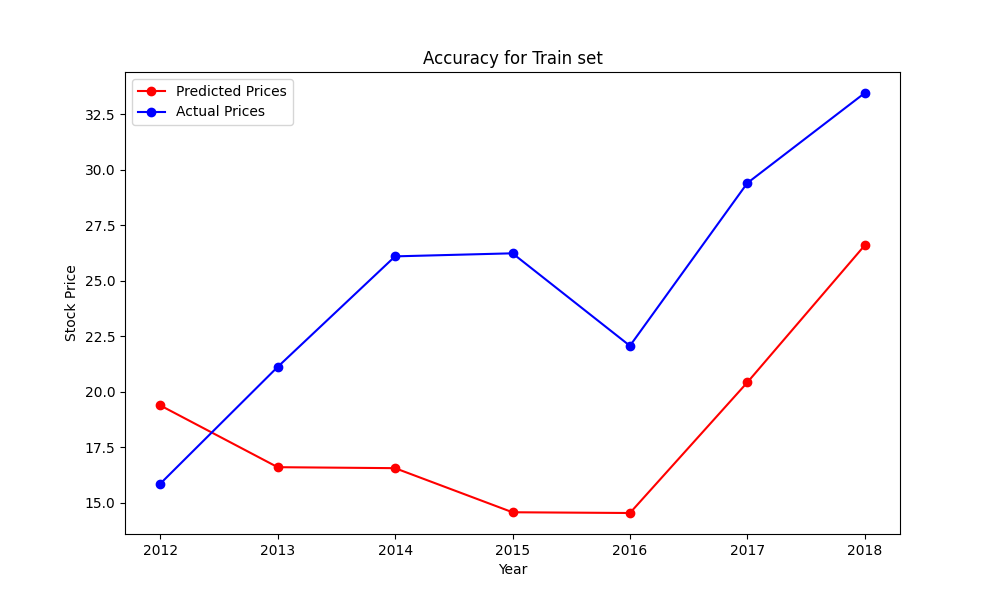 Accuracy for Train set
Predicted Prices
Actual Prices
32.5
30.0
27.5
25.0
22.5
20.0
17.5
15.0
Stock Price
2012 2013 2014 2015 2016 2017 2018
Year